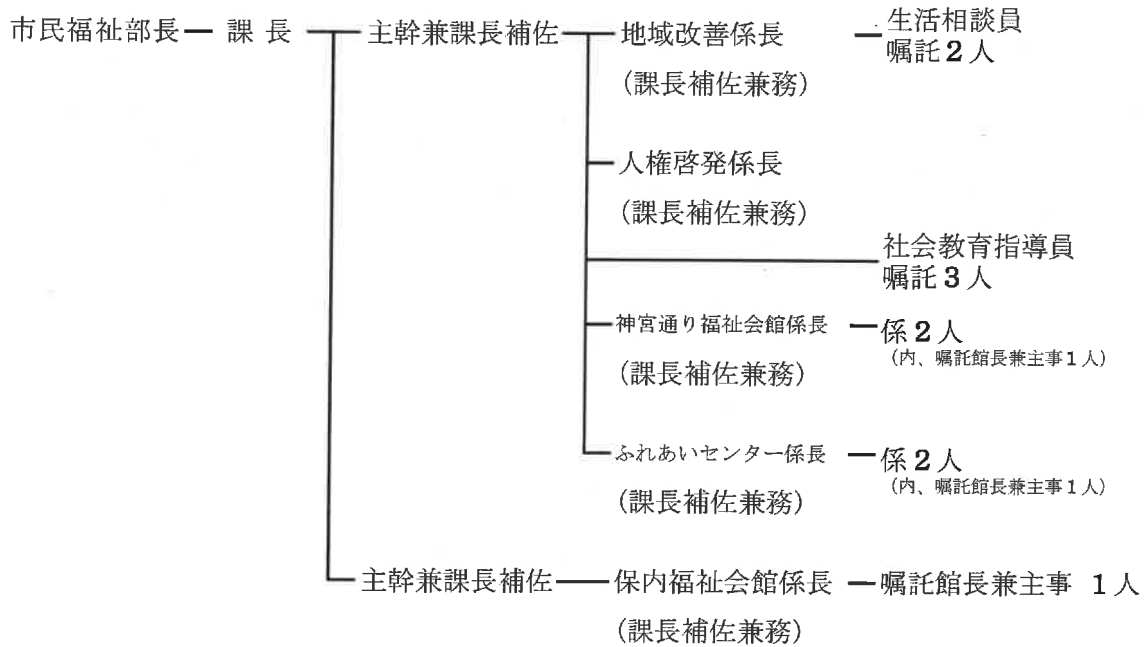 市民福祉部長 課長 主幹兼課長補佐 地域改善係長 生活相談員
嘱託2人
(課長補佐兼務)
人権啓発係長
(課長補佐兼務)
社会教育指導員
嘱託3人
神宮通り福祉会館係長 係2人
(内、嘱託館長兼主事1人)
(課長補佐兼務)
ふれあいセンター係長 係2人
(内、嘱託館長兼主事1人)
(課長補佐兼務)
主幹兼課長補佐 保内福祉会館係長 嘱託館長兼主事 1人
(課長補佐兼務)